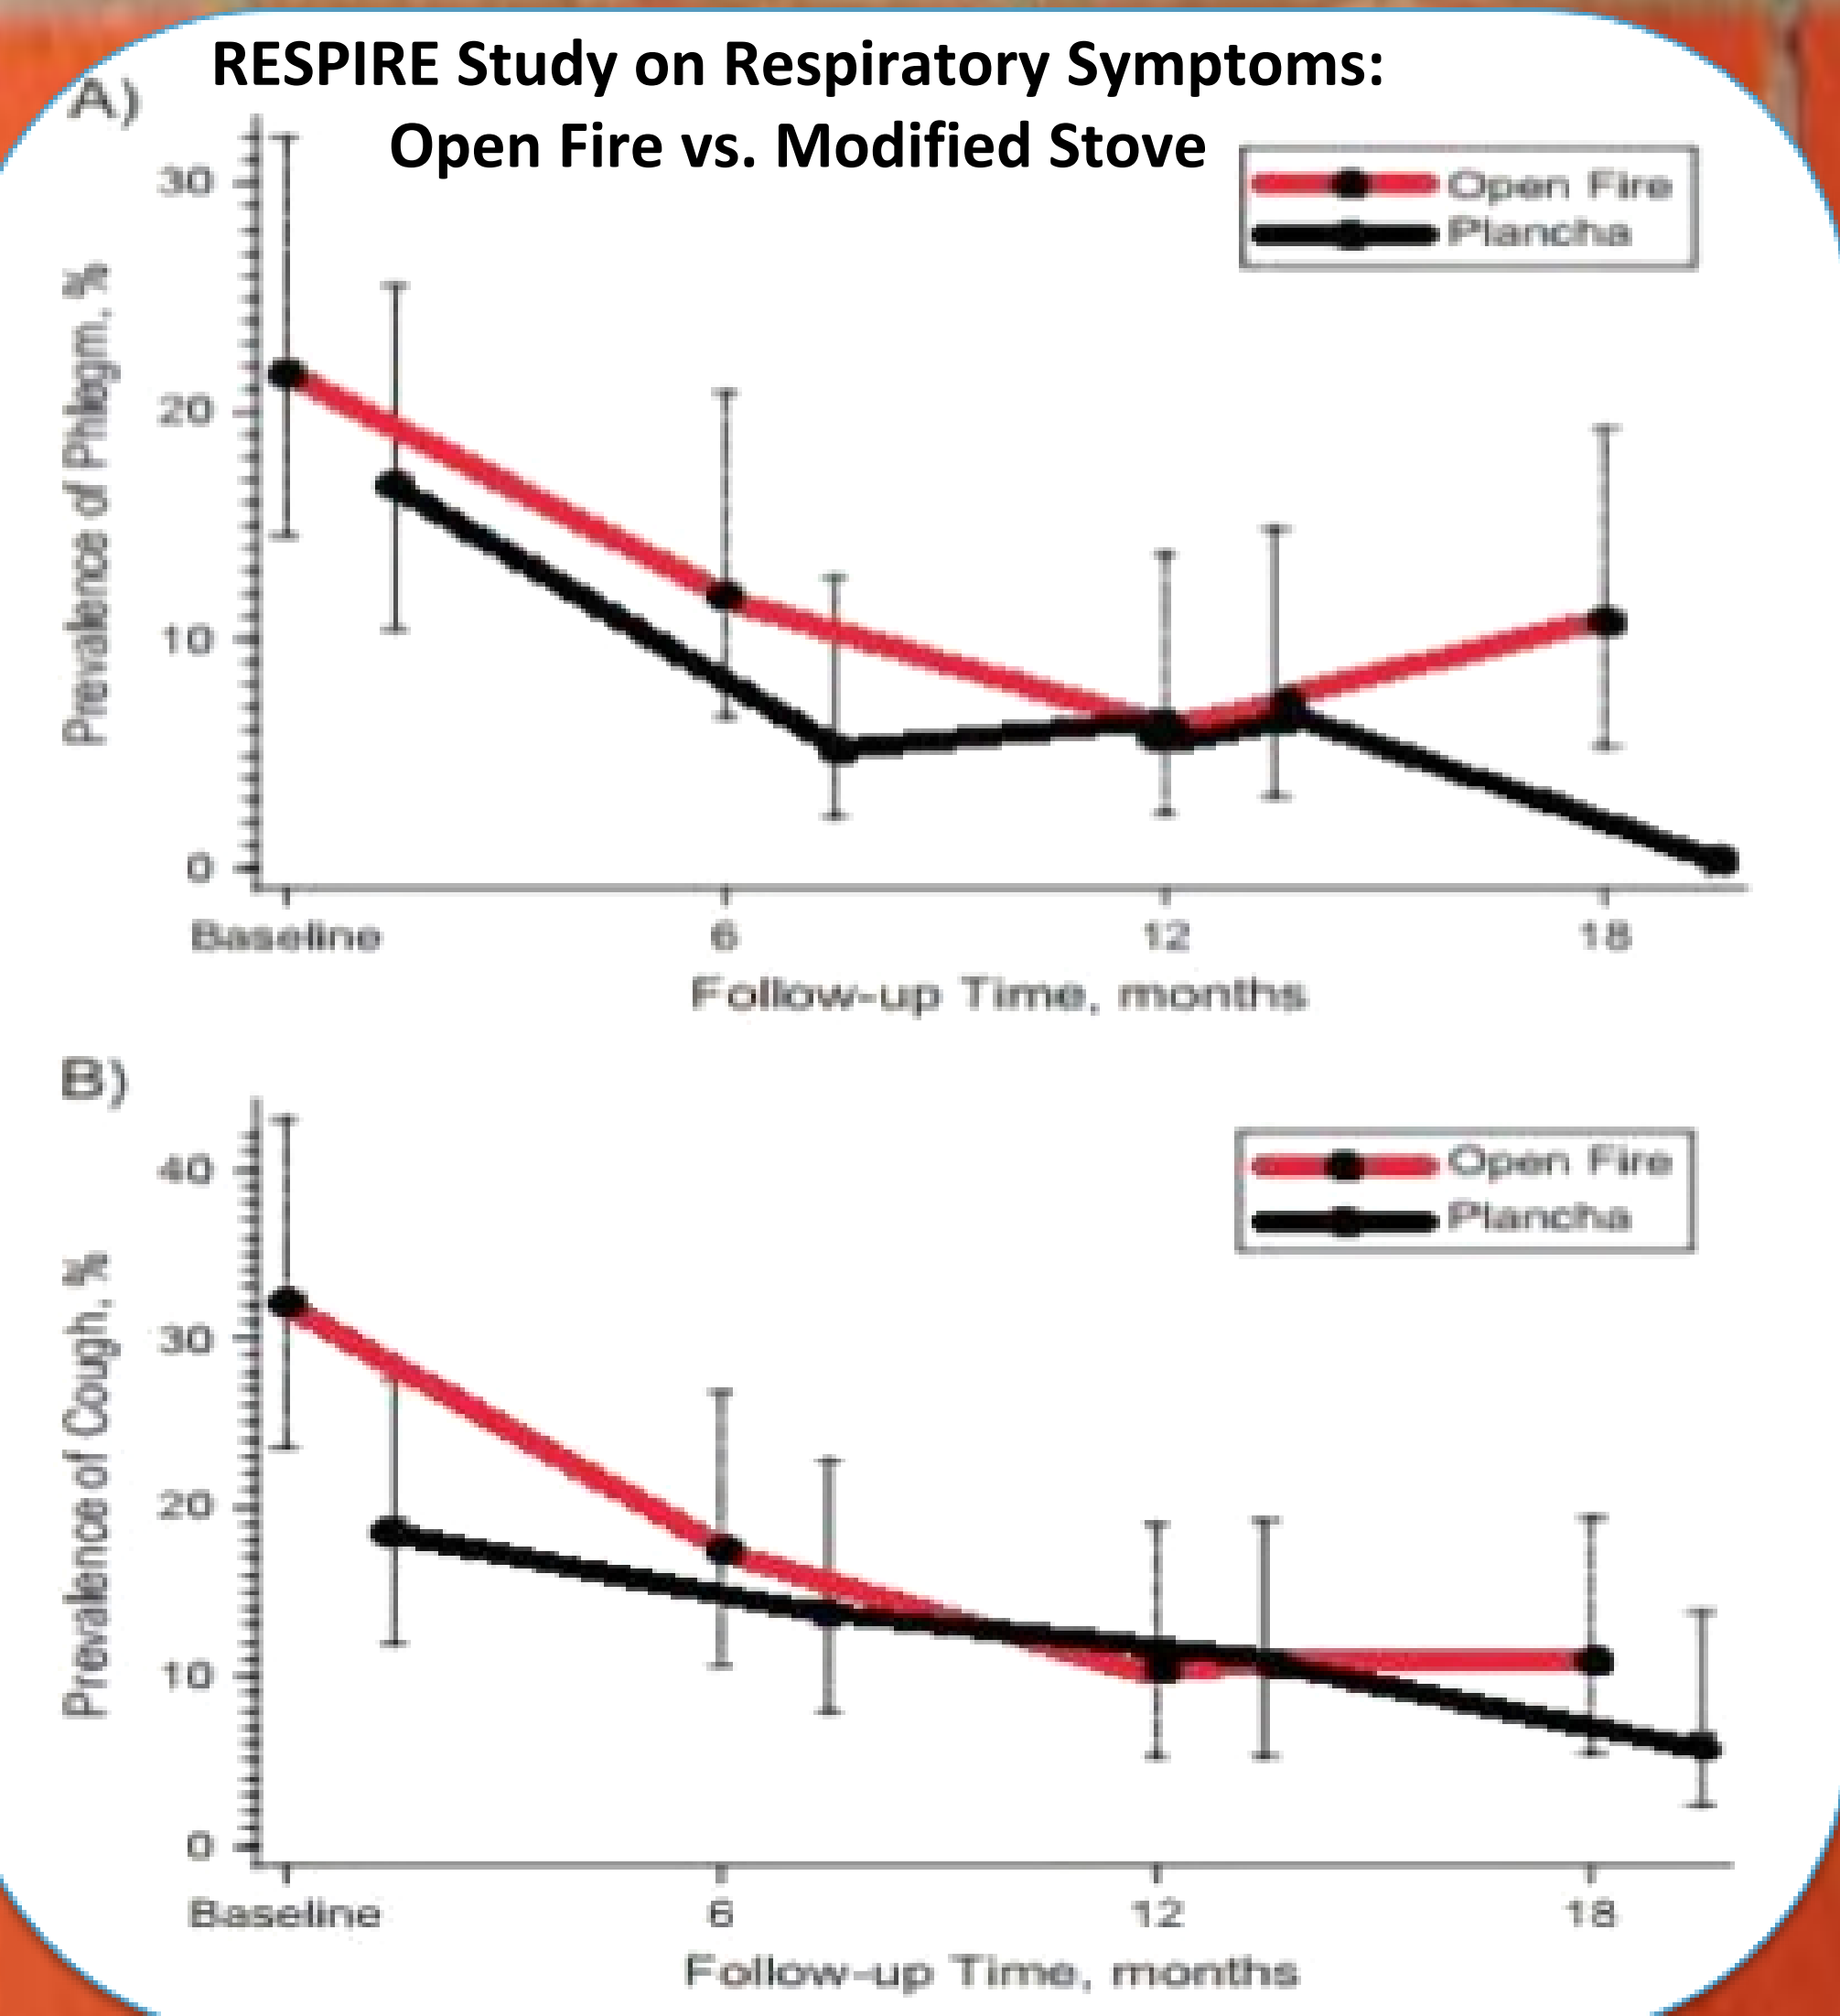 RESPIRE Study on Respiratory Symptoms:
Open Fire vs. Modified Stove
A)
Open Fire
Plancha
Prevalence of Phlegm, %
30
20
10
0
Baseline 6 12 18
Follow-up Time, months
B)
Open Fire
Plancha
Prevalence of Cough, %
40
30
20
10
0
Baseline 6 12 18
Follow-up Time, months